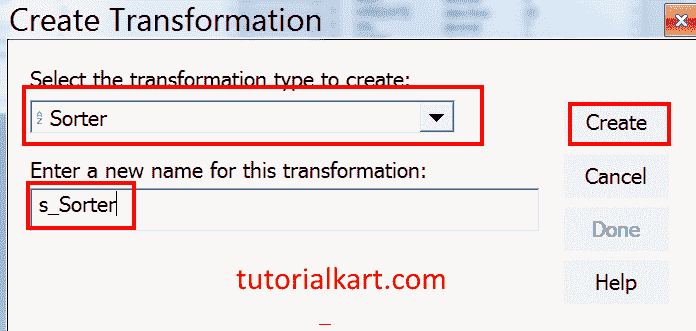 Create Transformation
Select the transformation type to create:
Sorter
Create
Enter a new name for this transformation:
Cancel
s_Sorter
Done
tutorialkart.com
Help